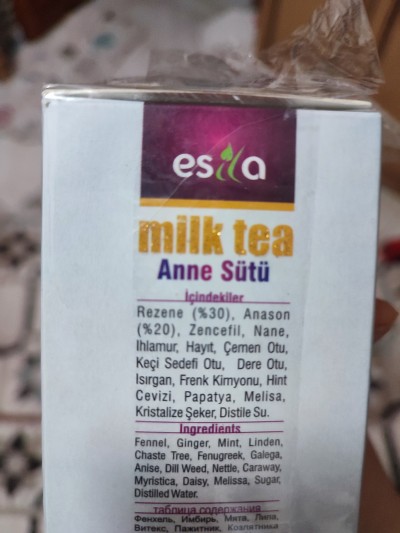 esila
milk tea
Anne Sütü
İçindekiler
Rezene (%30), Anason
(%20), Zencefil, Nane,
Ihlamur, Hayıt, Çemen Otu,
Keçi Sedefi Otu, Dere Otu,
Isırgan, Frenk Kimyonu, Hint
Cevizi, Papatya, Melisa,
Kristalize Şeker, Distile Su.
Ingredients
Fennel, Ginger, Mint, Linden,
Chaste Tree, Fenugreek, Galega,
Anise, Dill Weed, Nettle, Caraway,
Myristica, Daisy, Melissa, Sugar,
Distilled Water.
таблица содержания
Фенхель, Имбирь, Мята, Липа,
Витекс, Пажитник, Козлятника